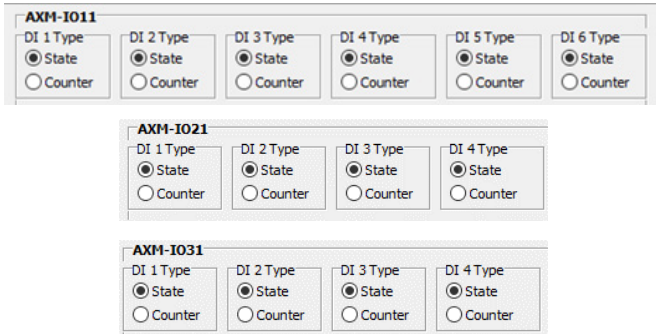 AXM-IO11
DI 1 Type DI 2 Type DI 3 Type DI 4 Type DI 5 Type DI 6 Type
State State State State State State
Counter Counter Counter Counter Counter Counter
AXM-IO21
DI 1 Type DI 2 Type DI 3 Type DI 4 Type
State State State State
Counter Counter Counter Counter
AXM-IO31
DI 1 Type DI 2 Type DI 3 Type DI 4 Type
State State State State
Counter Counter Counter Counter